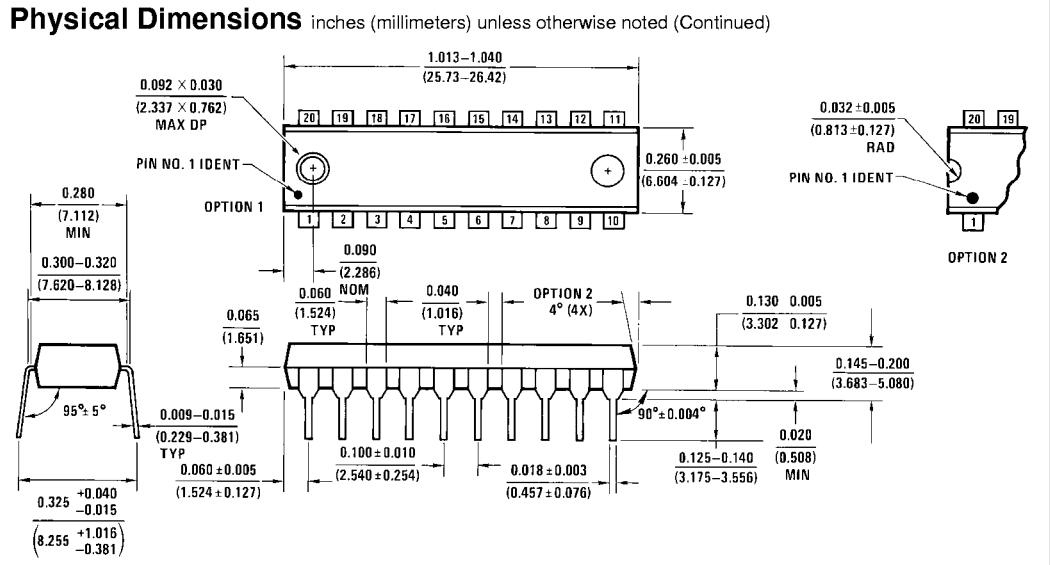 Physical Dimensions inches (millimeters) unless otherwise noted (Continued)
1.013–1.040
(25.73–26.42)
0.092 × 0.030
(2.337 × 0.762)
MAX DP
20 19 18 17 16 15 14 13 12 11
PIN NO. 1 IDENT
OPTION 1
1 2 3 4 5 6 7 8 9 10
0.260 ±0.005
(6.604 ±0.127)
0.032 ±0.005
(0.813 ±0.127)
RAD
20 19
PIN NO. 1 IDENT
1
OPTION 2
0.280
(7.112)
MIN
0.300–0.320
(7.620–8.128)
0.090
(2.286)
NOM
0.065
(1.651)
0.060
(1.524)
TYP
0.040
(1.016)
TYP
OPTION 2
4° (4X)
0.130 0.005
(3.302 0.127)
0.145–0.200
(3.683–5.080)
95° ± 5°
0.009–0.015
(0.229–0.381)
TYP
90° ±0.004°
0.020
(0.508)
MIN
0.125–0.140
(3.175–3.556)
0.100 ±0.010
(2.540 ±0.254)
0.018 ±0.003
(0.457 ±0.076)
0.060 ±0.005
(1.524 ±0.127)
0.325 +0.040
–0.015
(8.255 +1.016
–0.381)